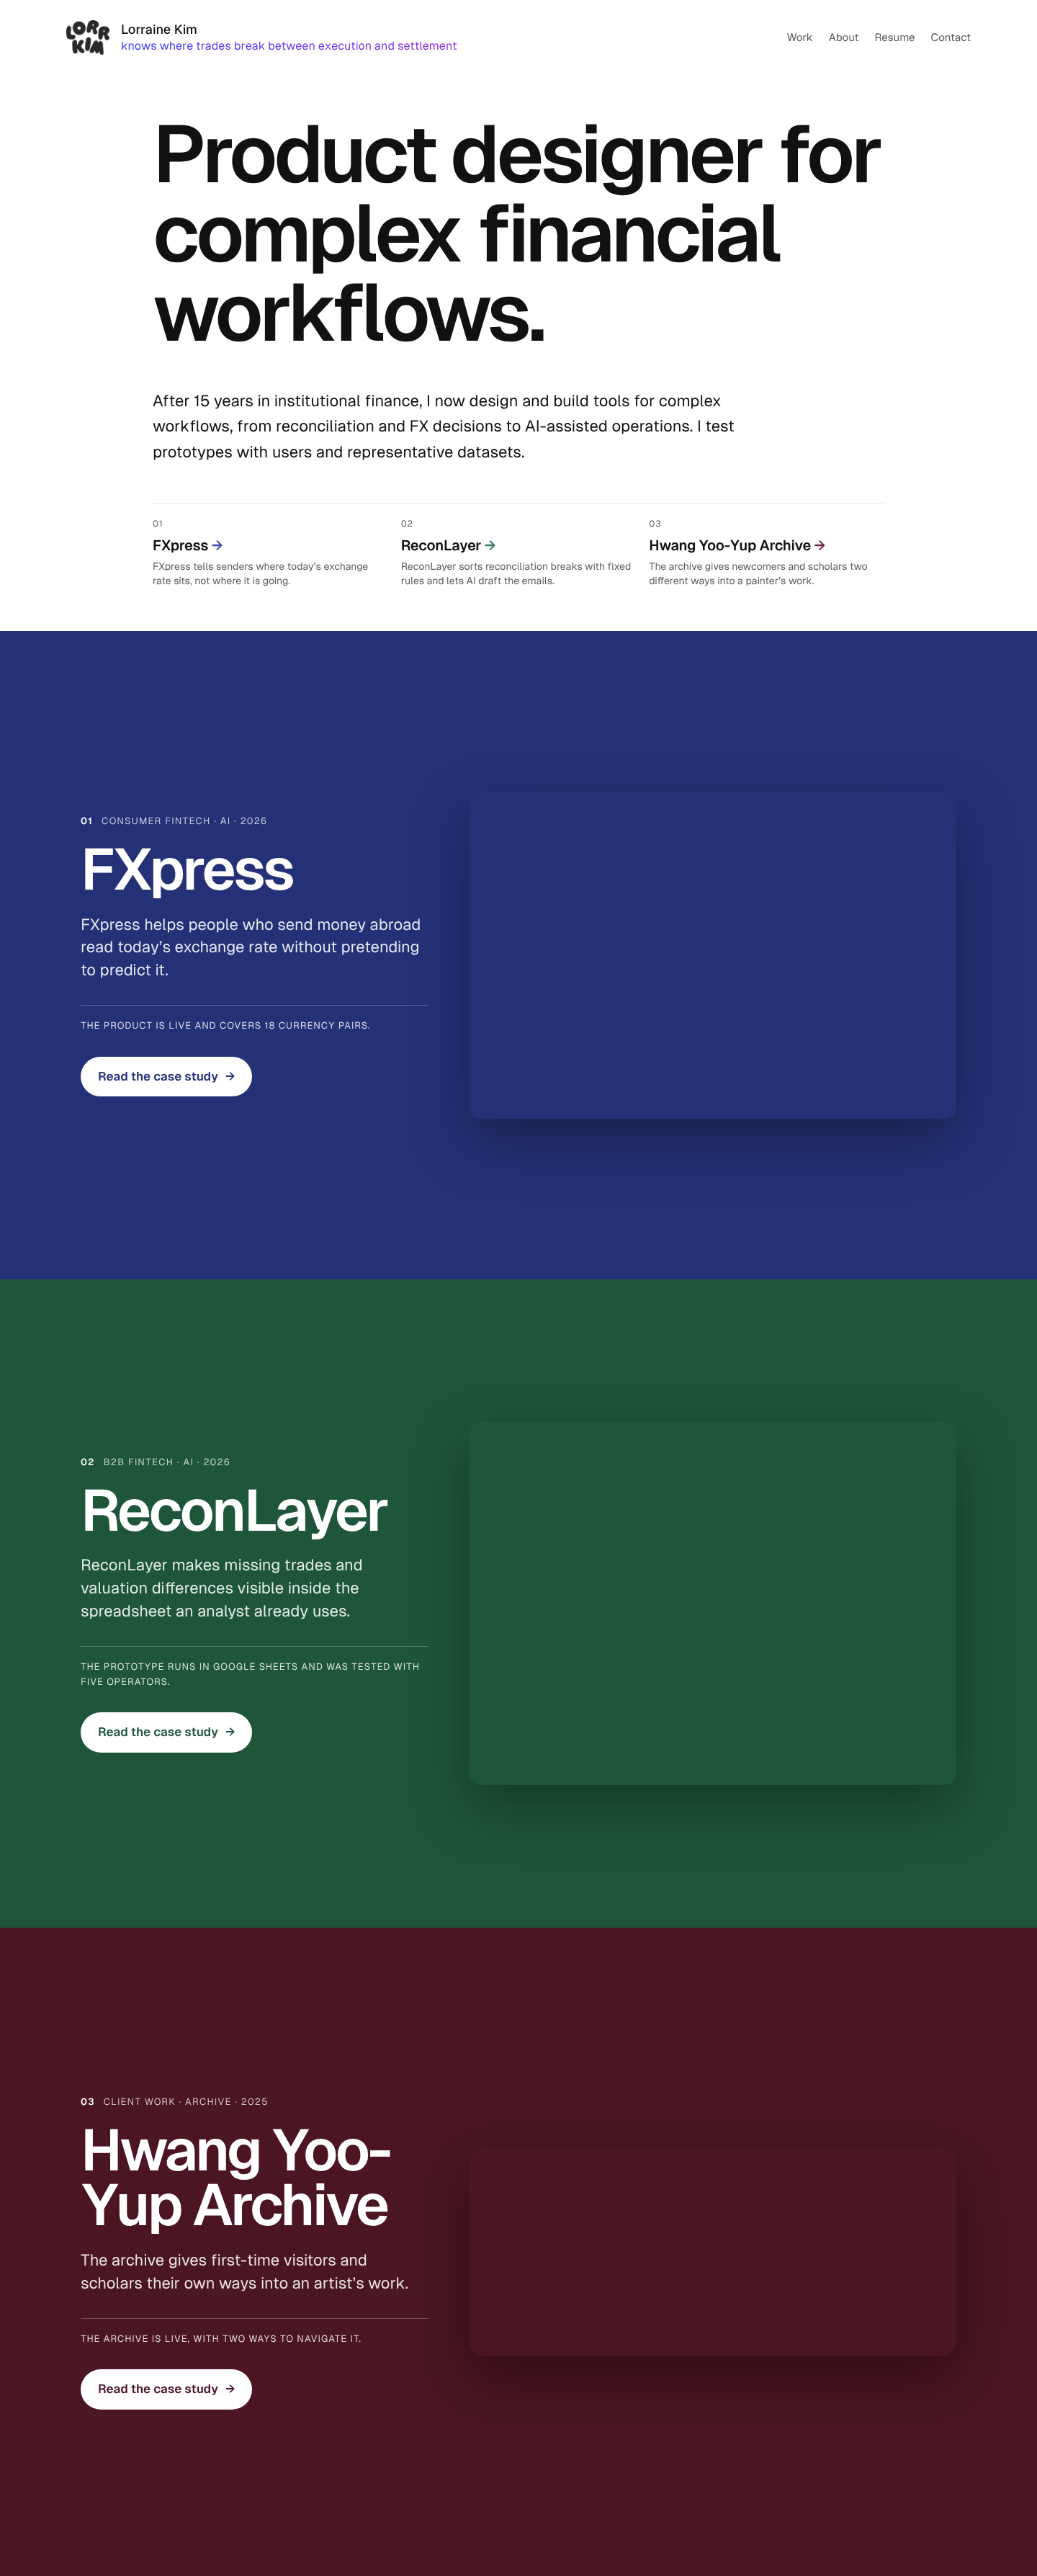 LORR
KIM
Lorraine Kim
knows where trades break between execution and settlement
Work About Resume Contact
Product designer for
complex financial
workflows.
After 15 years in institutional finance, I now design and build tools for complex
workflows, from reconciliation and FX decisions to AI-assisted operations. I test
prototypes with users and representative datasets.
01
FXpress →
FXpress tells senders where today’s exchange
rate sits, not where it is going.
02
ReconLayer →
ReconLayer sorts reconciliation breaks with fixed
rules and lets AI draft the emails.
03
Hwang Yoo-Yup Archive →
The archive gives newcomers and scholars two
different ways into a painter’s work.
01 CONSUMER FINTECH · AI · 2026
FXpress
FXpress helps people who send money abroad
read today’s exchange rate without pretending
to predict it.
THE PRODUCT IS LIVE AND COVERS 18 CURRENCY PAIRS.
Read the case study →
02 B2B FINTECH · AI · 2026
ReconLayer
ReconLayer makes missing trades and
valuation differences visible inside the
spreadsheet an analyst already uses.
THE PROTOTYPE RUNS IN GOOGLE SHEETS AND WAS TESTED WITH
FIVE OPERATORS.
Read the case study →
03 CLIENT WORK · ARCHIVE · 2025
Hwang Yoo-
Yup Archive
The archive gives first-time visitors and
scholars their own ways into an artist’s work.
THE ARCHIVE IS LIVE, WITH TWO WAYS TO NAVIGATE IT.
Read the case study →